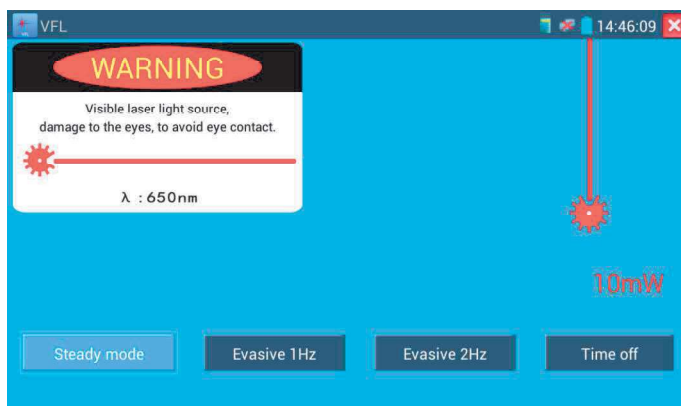 VFL
14:46:09
WARNING
Visible laser light source,
damage to the eyes, to avoid eye contact.
λ :650nm
10mW
Steady mode
Evasive 1Hz
Evasive 2Hz
Time off